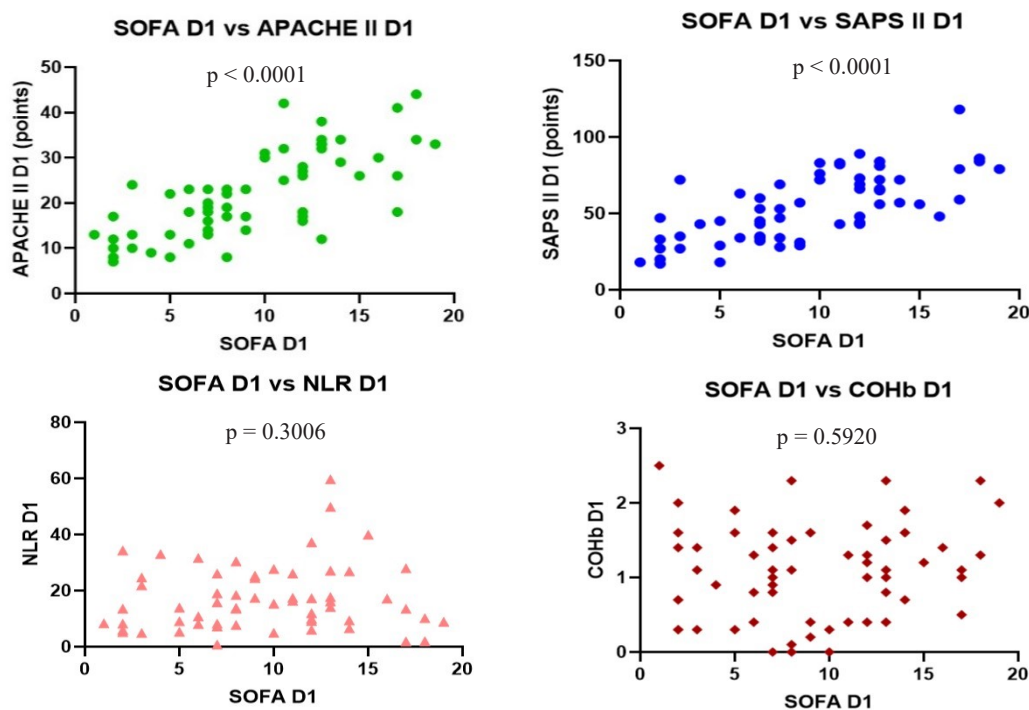 SOFA D1 vs APACHE II D1
p < 0.0001
APACHE II D1 (points)
50
40
30
20
10
0
0 5 10 15 20
SOFA D1
SOFA D1 vs SAPS II D1
p < 0.0001
SAPS II D1 (points)
150
100
50
0
0 5 10 15 20
SOFA D1
SOFA D1 vs NLR D1
p = 0.3006
NLR D1
80
60
40
20
0
0 5 10 15 20
SOFA D1
SOFA D1 vs COHb D1
p = 0.5920
COHb D1
3
2
1
0
0 5 10 15 20
SOFA D1